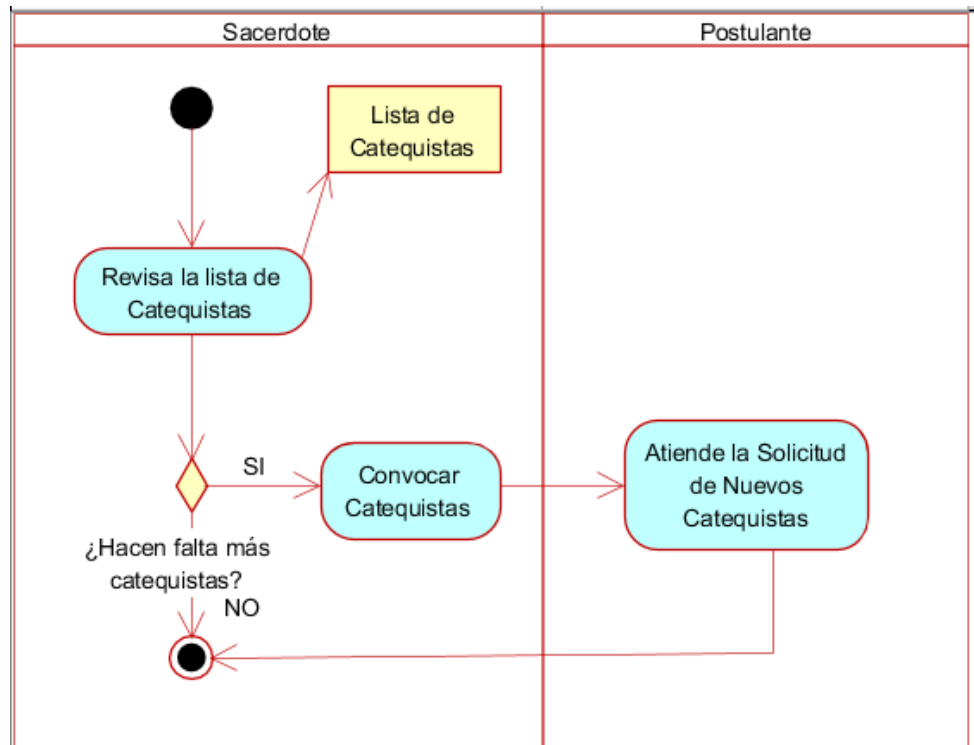 Sacerdote
Postulante
Lista de
Catequistas
Revisa la lista de
Catequistas
SI
Convocar
Catequistas
Atiende la Solicitud
de Nuevos
Catequistas
¿Hacen falta más
catequistas?
NO